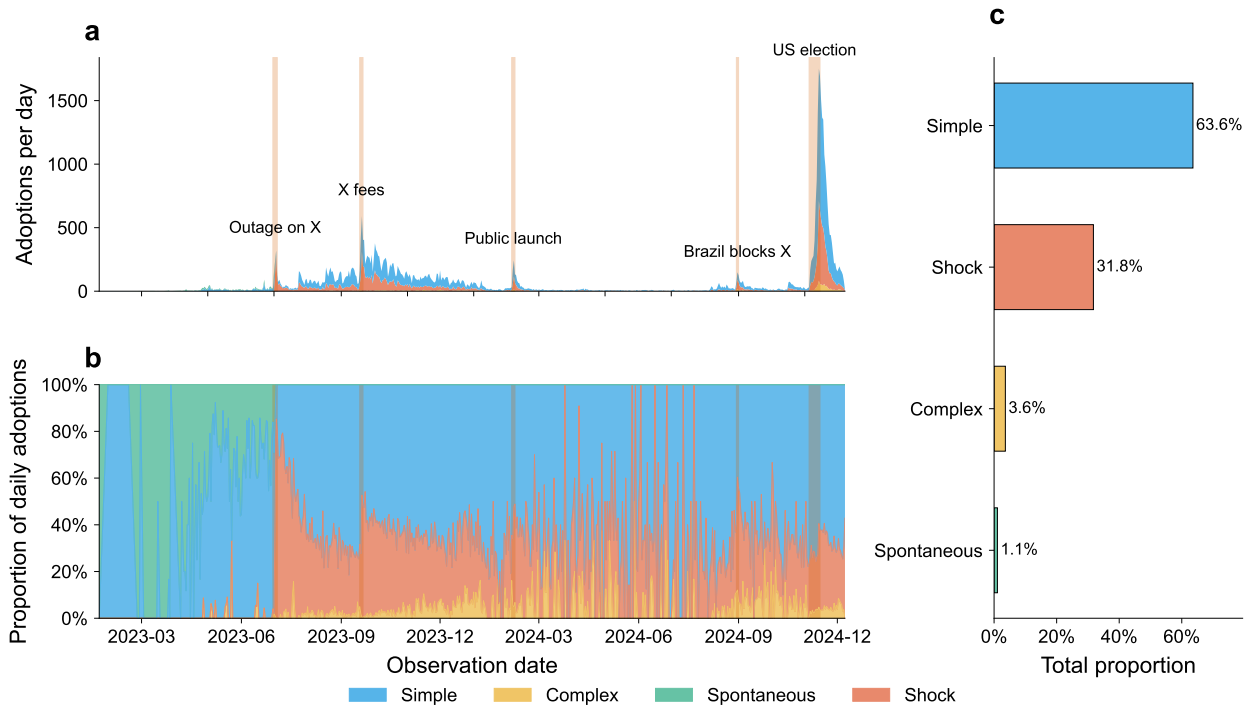 a
Adoptions per day
1500
1000
500
0
Outage on X
X fees
Public launch
Brazil blocks X
US election
b
Proportion of daily adoptions
100%
80%
60%
40%
20%
0%
2023-03
2023-06
2023-09
2023-12
2024-03
2024-06
2024-09
2024-12
Observation date
c
Simple
63.6%
Shock
31.8%
Complex
3.6%
Spontaneous
1.1%
0%
20%
40%
60%
Total proportion
Simple
Complex
Spontaneous
Shock